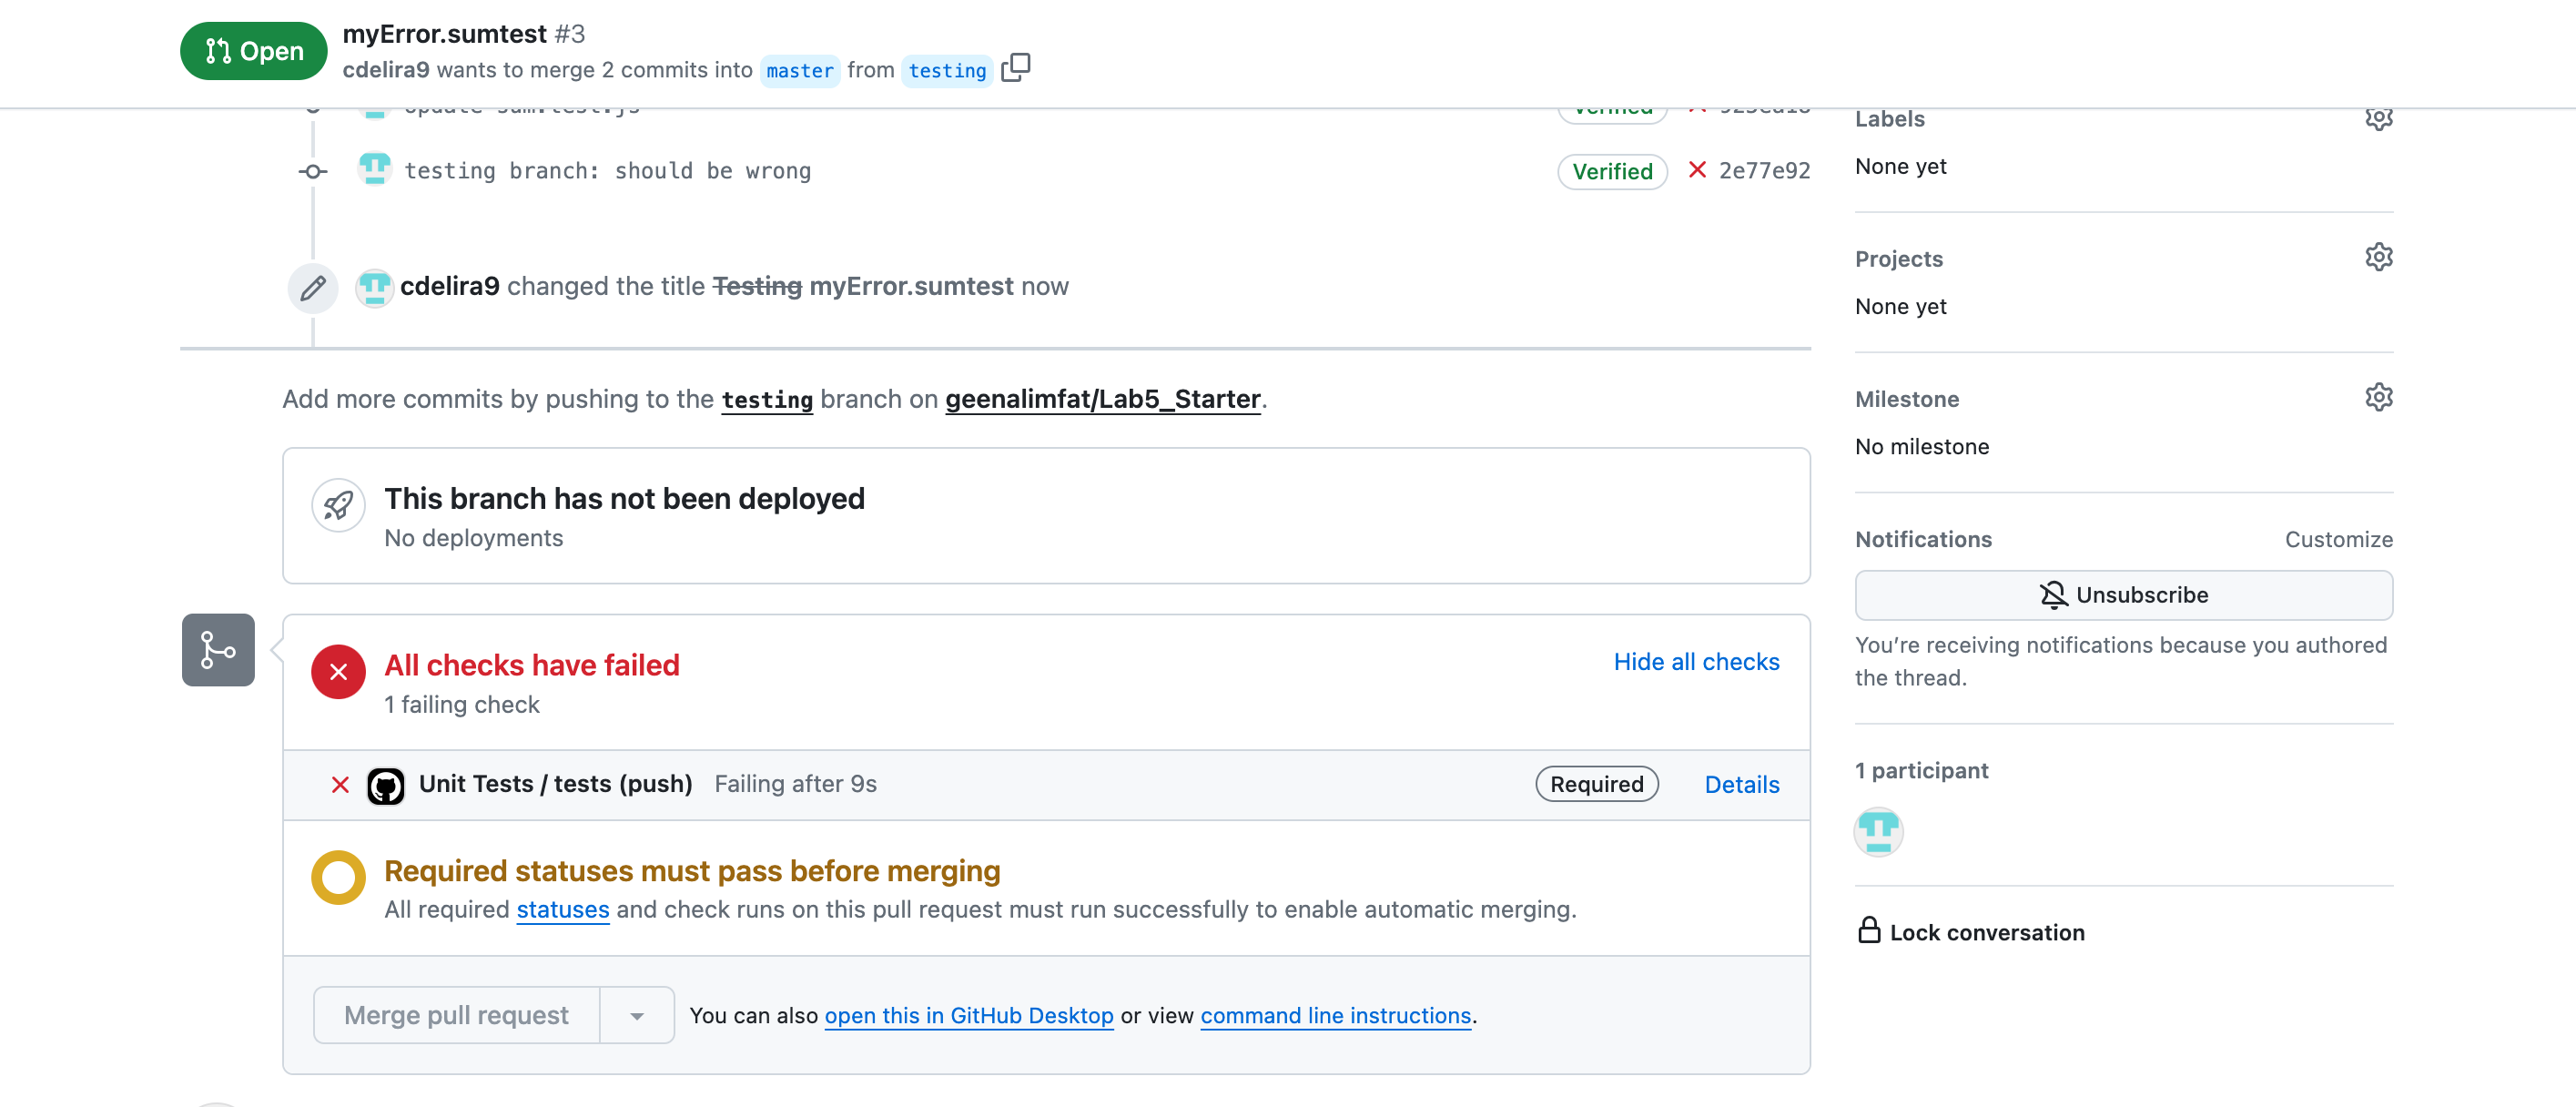 Open
myError.sumtest #3
cdelira9 wants to merge 2 commits into master from testing
testing branch: should be wrong Verified 2e77e92
cdelira9 changed the title Testing myError.sumtest now
Add more commits by pushing to the testing branch on geenalimfat/Lab5_Starter.
This branch has not been deployed
No deployments
All checks have failed Hide all checks
1 failing check
Unit Tests / tests (push) Failing after 9s Required Details
Required statuses must pass before merging
All required statuses and check runs on this pull request must run successfully to enable automatic merging.
Merge pull request You can also open this in GitHub Desktop or view command line instructions.
Labels
None yet
Projects
None yet
Milestone
No milestone
Notifications Customize
Unsubscribe
You’re receiving notifications because you authored
the thread.
1 participant
Lock conversation